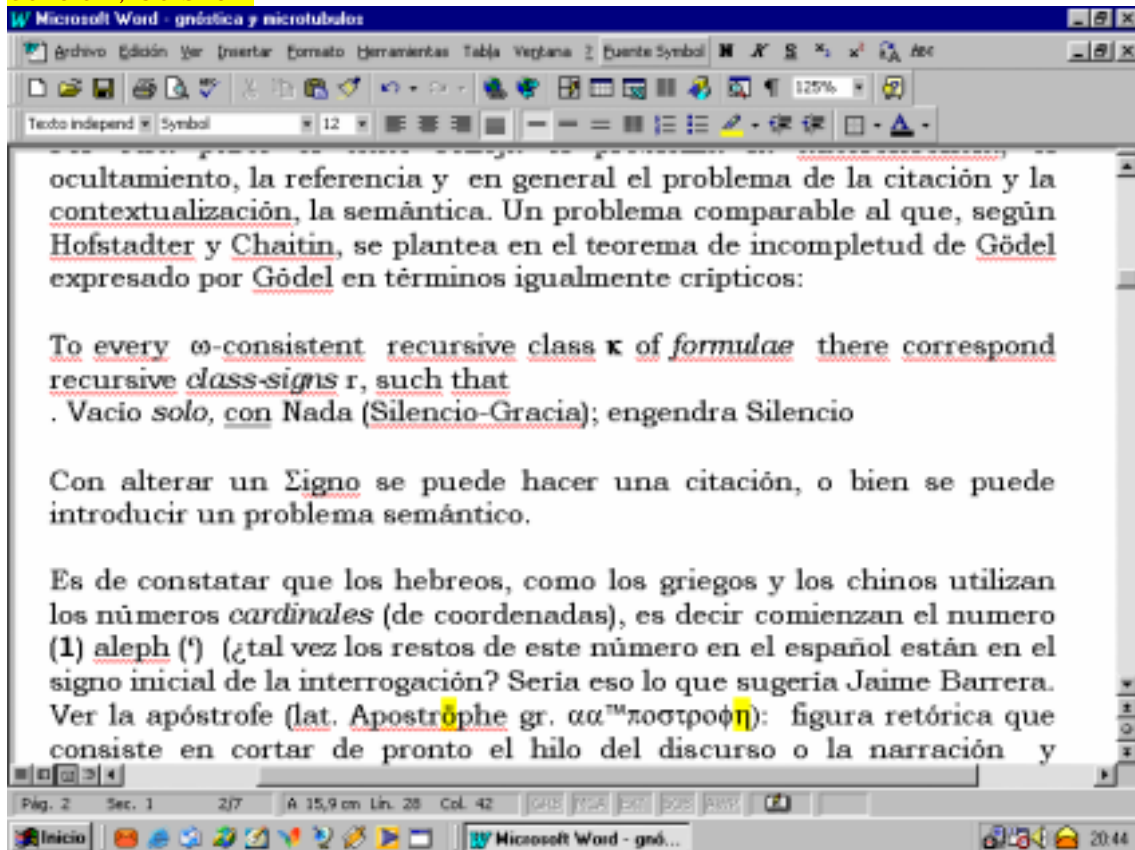 Microsoft Word - gnóstica y microtubulos
Archivo Edición Ver Insertar Formato Herramientas Tabla Ventana ? Fuente Symbol N K S x₂ x² ABC
125%
Texto independ Symbol 12
ocultamiento, la referencia y en general el problema de la citación y la
contextualización, la semántica. Un problema comparable al que, según
Hofstadter y Chaitin, se plantea en el teorema de incompletud de Gödel
expresado por Gödel en términos igualmente crípticos:
To every ω-consistent recursive class κ of formulae there correspond
recursive class-signs r, such that
. Vacío solo, con Nada (Silencio-Gracia); engendra Silencio
Con alterar un Σigno se puede hacer una citación, o bien se puede
introducir un problema semántico.
Es de constatar que los hebreos, como los griegos y los chinos utilizan
los números cardinales (de coordenadas), es decir comienzan el numero
(1) aleph (‘) (¿tal vez los restos de este número en el español están en el
signo inicial de la interrogación? Sería eso lo que sugería Jaime Barrera.
Ver la apóstrofe (lat. Apostrŏphe gr. αα™ποστροφη): figura retórica que
consiste en cortar de pronto el hilo del discurso o la narración y
Pág. 2 Sec. 1 2/7 A 15,9 cm Lín. 28 Col. 42
Inicio Microsoft Word - gnó... 20:44